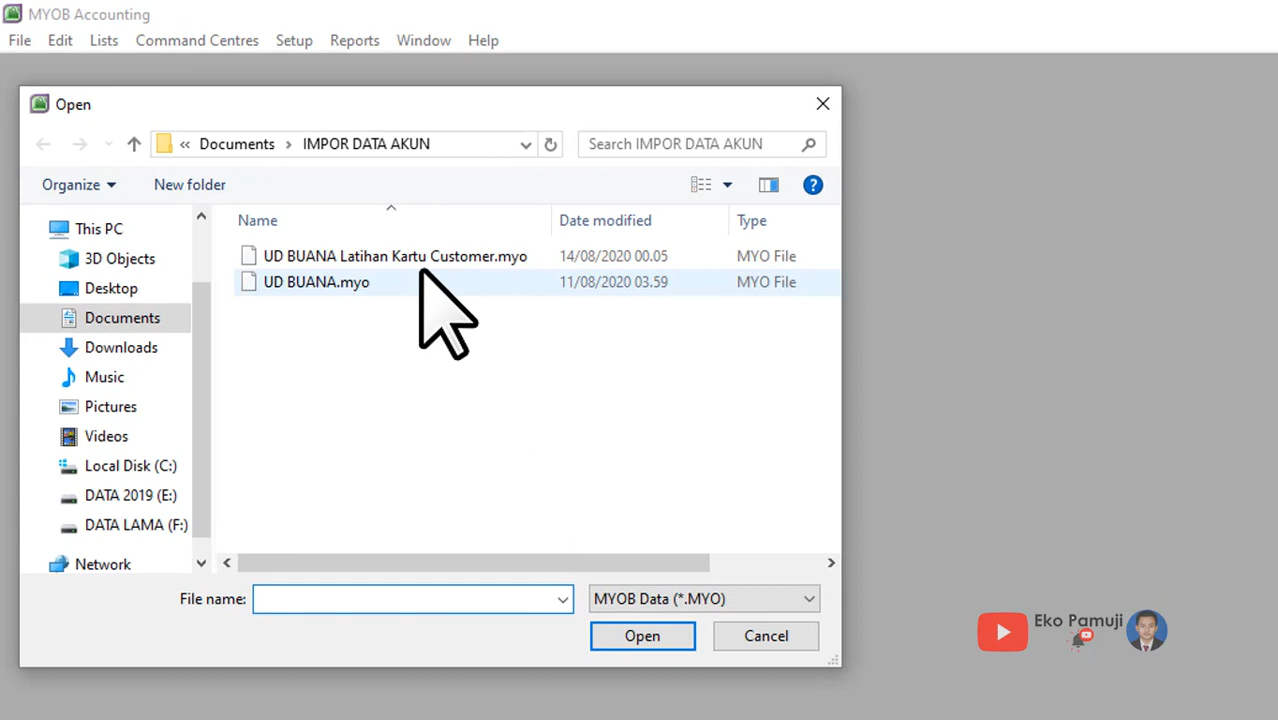 MYOB Accounting
File Edit Lists Command Centres Setup Reports Window Help
Open
« Documents › IMPOR DATA AKUN
Search IMPOR DATA AKUN
Organize New folder
?
Name Date modified Type
UD BUANA Latihan Kartu Customer.myo 14/08/2020 00.05 MYO File
UD BUANA.myo 11/08/2020 03.59 MYO File
This PC
3D Objects
Desktop
Documents
Downloads
Music
Pictures
Videos
Local Disk (C:)
DATA 2019 (E:)
DATA LAMA (F:)
Network
File name:
MYOB Data (*.MYO)
Open Cancel
Eko Pamuji